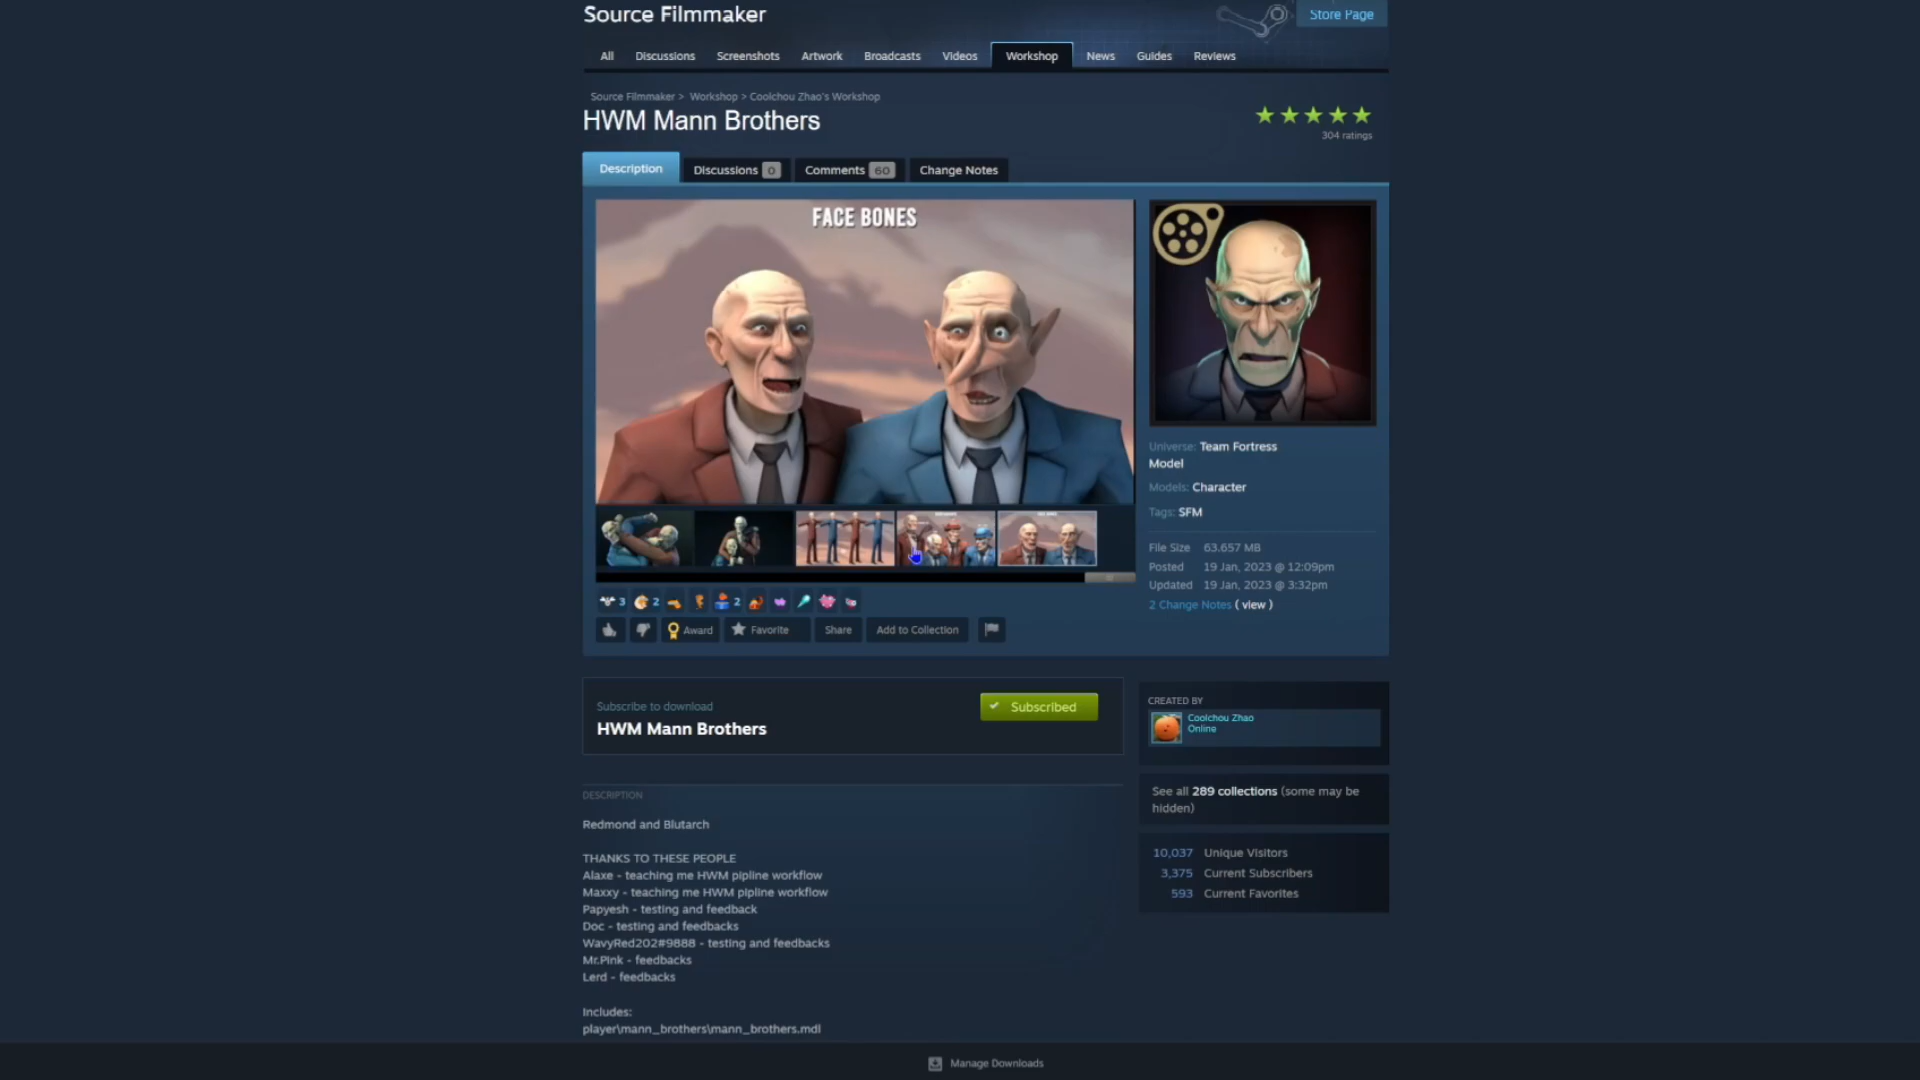 Source Filmmaker
Store Page
All Discussions Screenshots Artwork Broadcasts Videos Workshop News Guides Reviews
Source Filmmaker > Workshop > Coolchou Zhao's Workshop
HWM Mann Brothers
304 ratings
Description Discussions 0 Comments 60 Change Notes
FACE BONES
Universe: Team Fortress
Model
Models: Character
Tags: SFM
File Size 63.657 MB
Posted 19 Jan, 2023 @ 12:09pm
Updated 19 Jan, 2023 @ 3:32pm
2 Change Notes ( view )
3 2 2
Award Favorite Share Add to Collection
Subscribe to download
HWM Mann Brothers
Subscribed
CREATED BY
Coolchou Zhao
Online
See all 289 collections (some may be
hidden)
10,037 Unique Visitors
3,375 Current Subscribers
593 Current Favorites
DESCRIPTION
Redmond and Blutarch
THANKS TO THESE PEOPLE
Alaxe - teaching me HWM pipline workflow
Maxxy - teaching me HWM pipline workflow
Papyesh - testing and feedback
Doc - testing and feedbacks
WavyRed202#9888 - testing and feedbacks
Mr.Pink - feedbacks
Lerd - feedbacks
Includes:
player\mann_brothers\mann_brothers.mdl
Manage Downloads